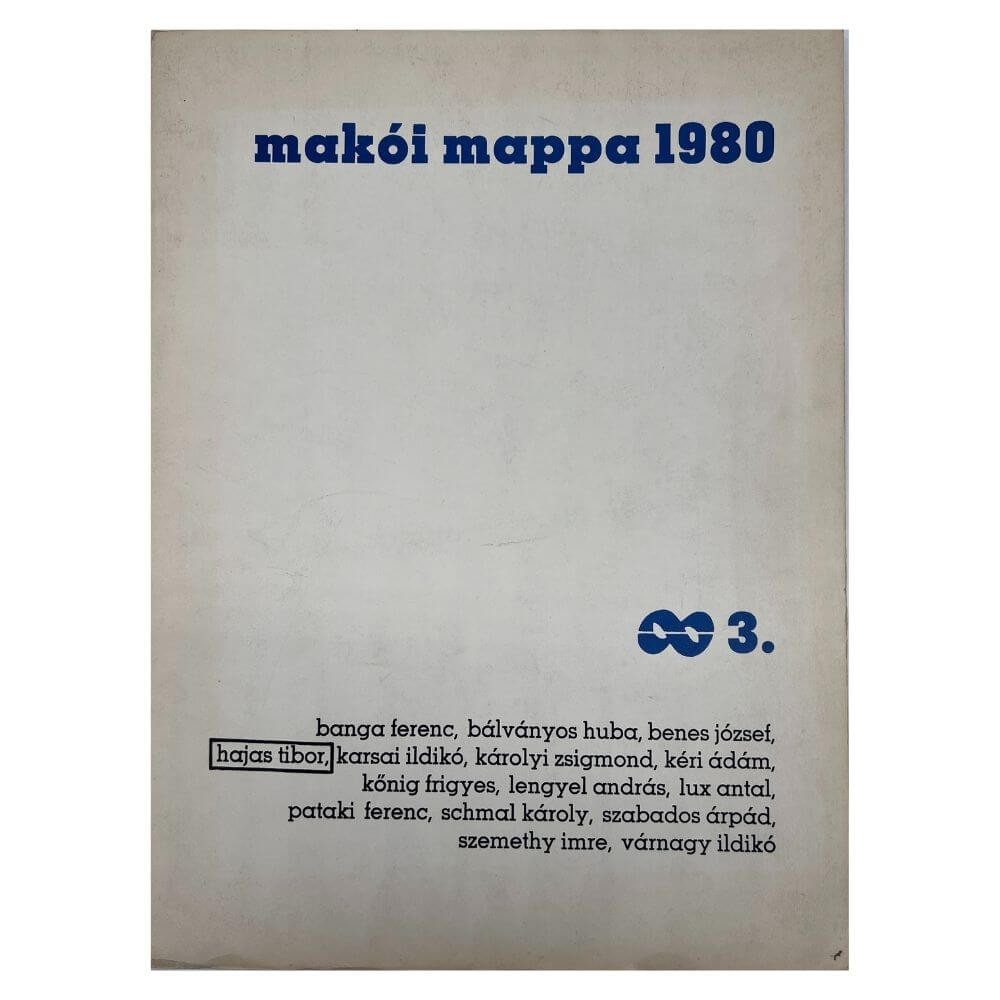 makói mappa 1980
3.
banga ferenc, bálványos huba, benes józsef,
hajas tibor, karsai ildikó, károlyi zsigmond, kéri ádám,
kőnig frigyes, lengyel andrás, lux antal,
pataki ferenc, schmal károly, szabados árpád,
szemethy imre, várnagy ildikó